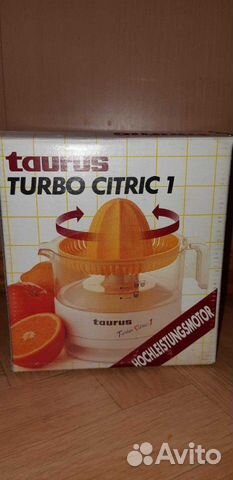 taurus
TURBO CITRIC 1
taurus
Turbo Citric 1
HOCHLEISTUNGSMOTOR
Avito